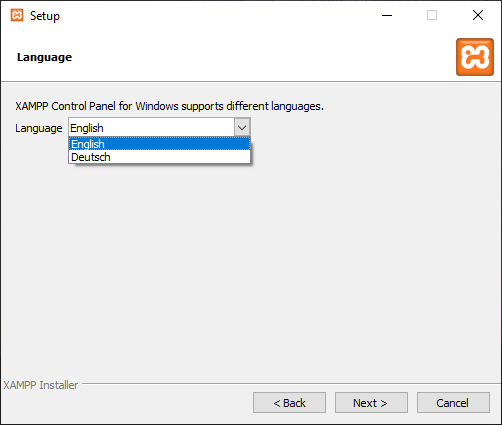 Setup
Language
XAMPP Control Panel for Windows supports different languages.
Language English
English
Deutsch
XAMPP Installer
< Back Next > Cancel